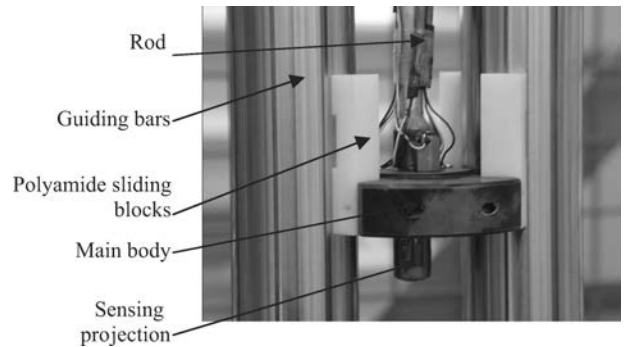 Rod
Guiding bars
Polyamide sliding
blocks
Main body
Sensing
projection